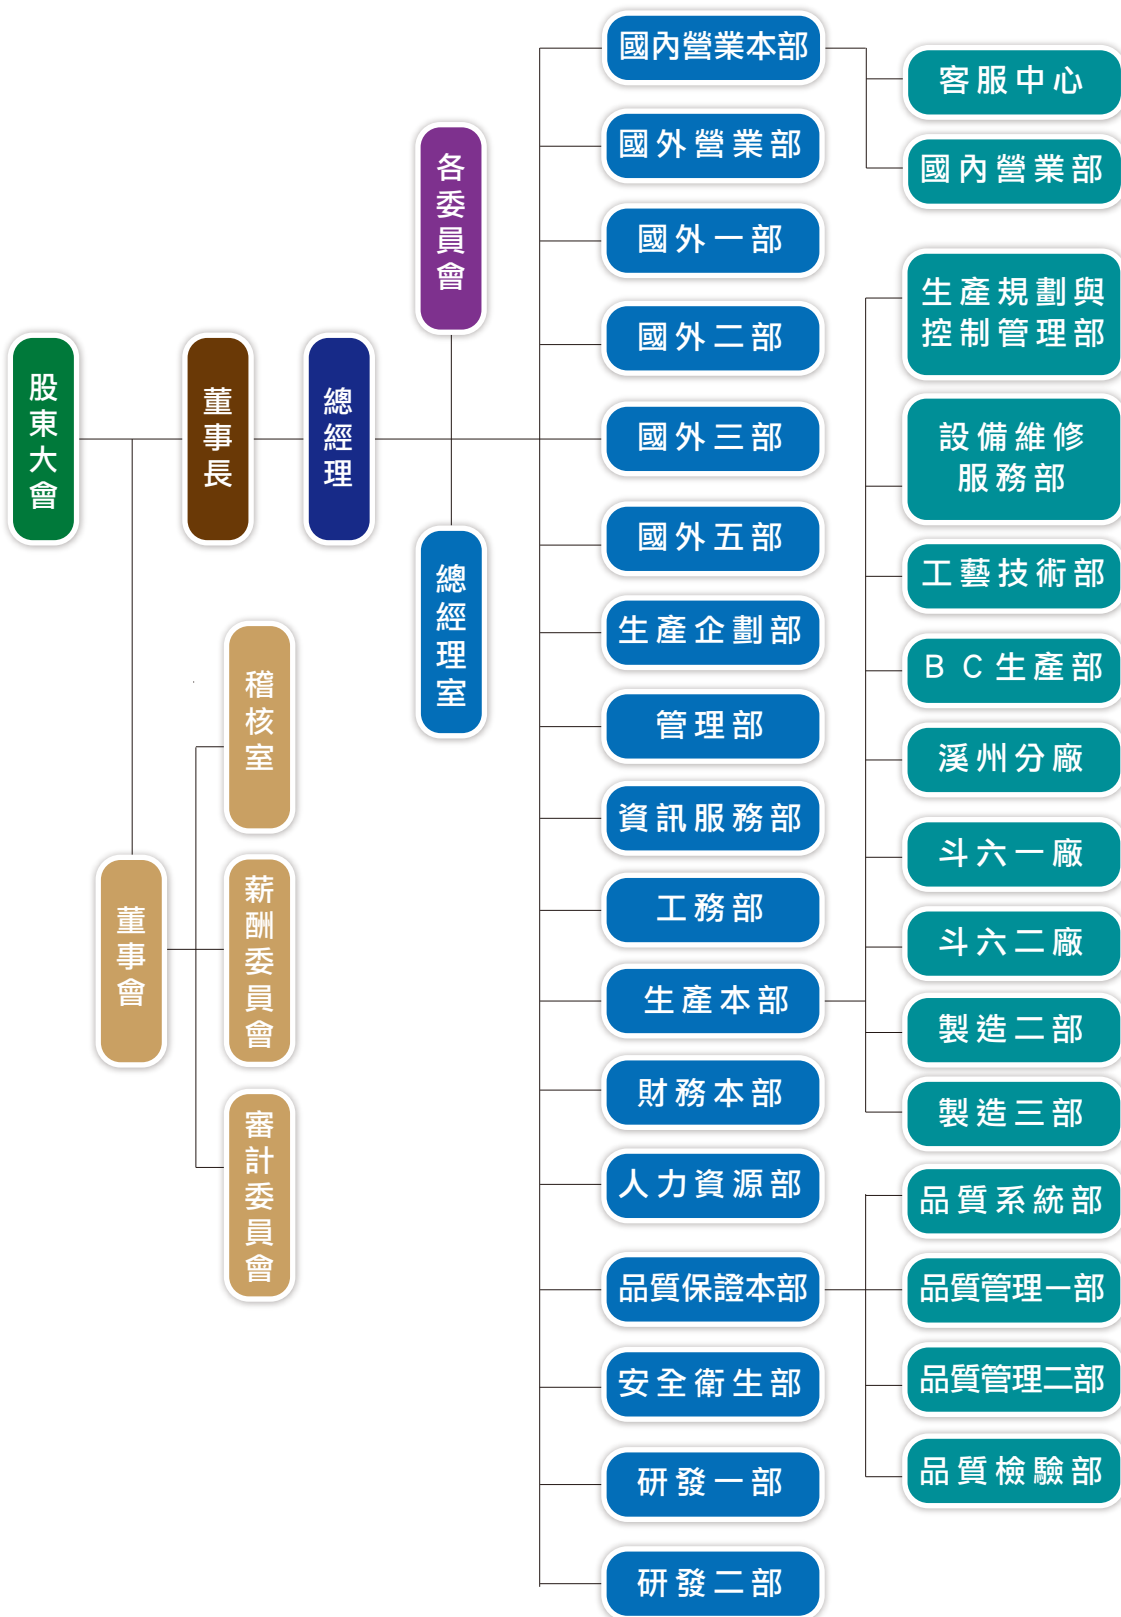 股東大會
董事長
總經理
各委員會
總經理室
董事會
稽核室
薪酬委員會
審計委員會
國內營業本部
國外營業部
國外一部
國外二部
國外三部
國外五部
生產企劃部
管理部
資訊服務部
工務部
生產本部
財務本部
人力資源部
品質保證本部
安全衛生部
研發一部
研發二部
客服中心
國內營業部
生產規劃與
控制管理部
設備維修
服務部
工藝技術部
BC生產部
溪州分廠
斗六一廠
斗六二廠
製造二部
製造三部
品質系統部
品質管理一部
品質管理二部
品質檢驗部